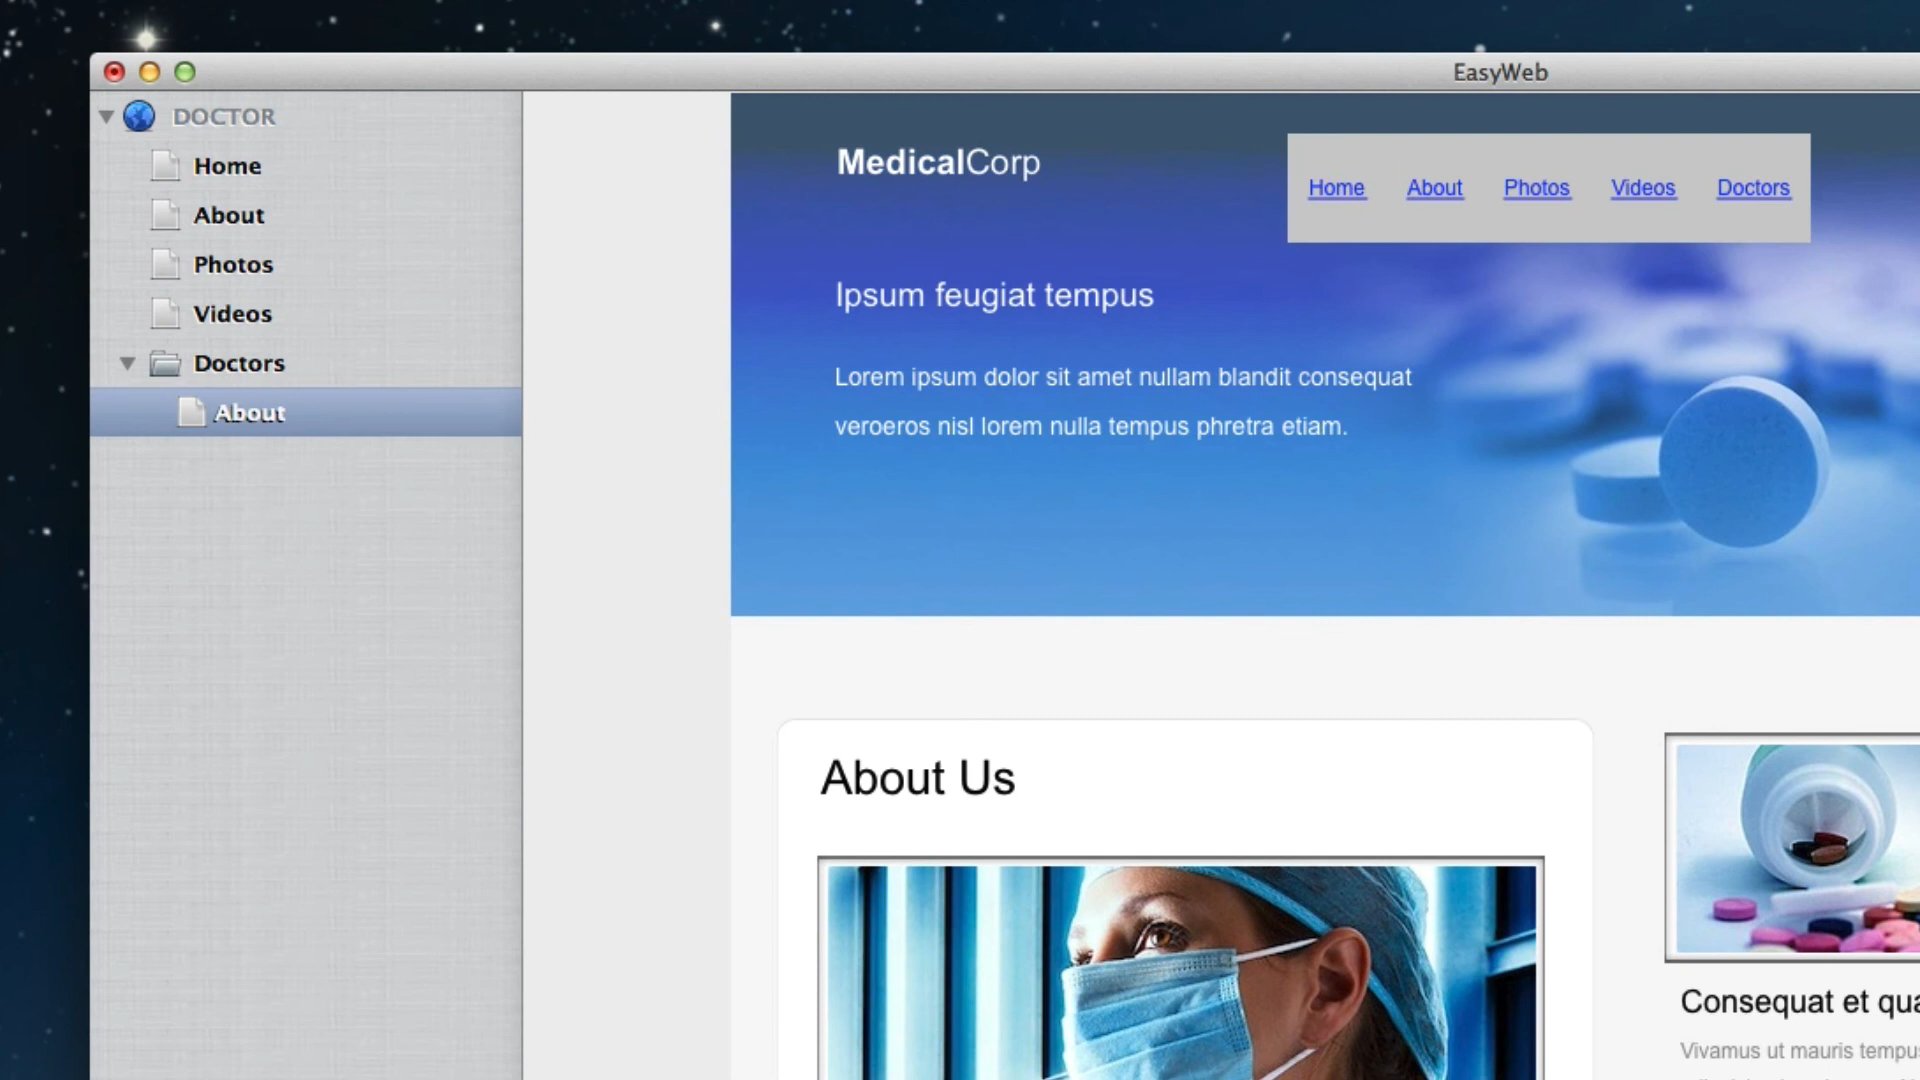 EasyWeb
DOCTOR
Home
About
Photos
Videos
Doctors
About
MedicalCorp
Home About Photos Videos Doctors
Ipsum feugiat tempus
Lorem ipsum dolor sit amet nullam blandit consequat
veroeros nisl lorem nulla tempus phretra etiam.
About Us
Consequat et qua
Vivamus ut mauris tempus